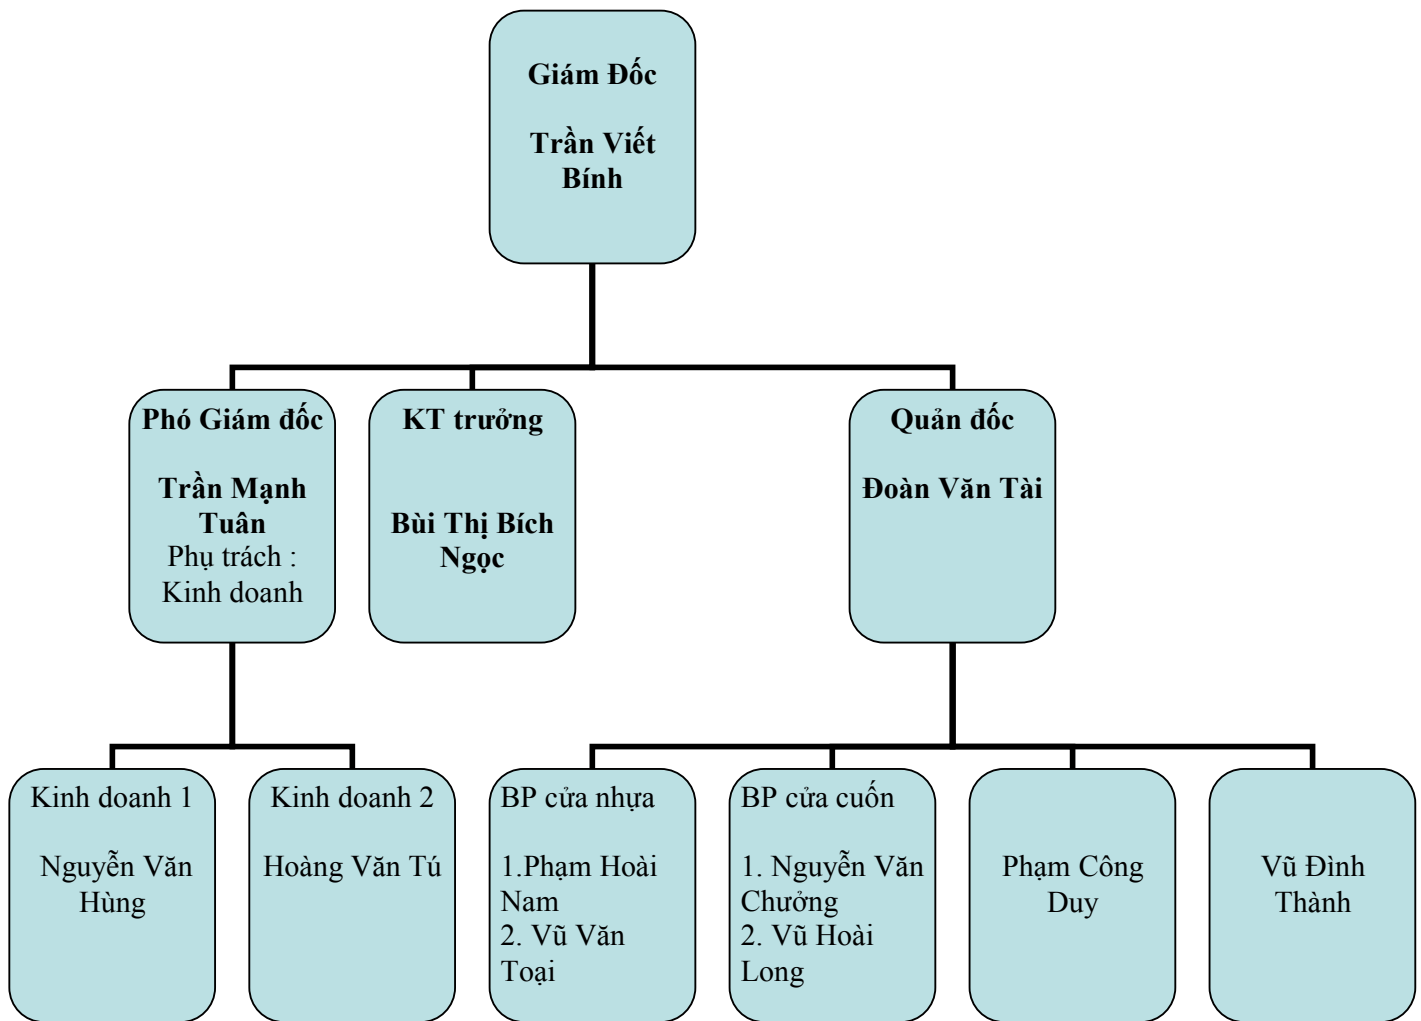 Giám Đốc
Trần Viết
Bính
Phó Giám đốc
Trần Mạnh
Tuân
Phụ trách :
Kinh doanh
KT trưởng
Bùi Thị Bích
Ngọc
Quản đốc
Đoàn Văn Tài
Kinh doanh 1
Nguyễn Văn
Hùng
Kinh doanh 2
Hoàng Văn Tú
BP cửa nhựa
1.Phạm Hoài
Nam
2. Vũ Văn
Toại
BP cửa cuốn
1. Nguyễn Văn
Chưởng
2. Vũ Hoài
Long
Phạm Công
Duy
Vũ Đình
Thành